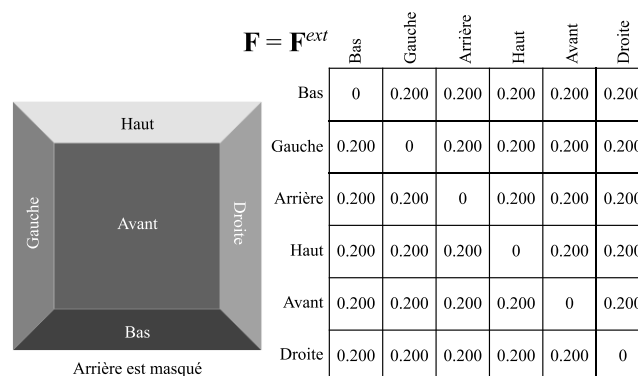 F = F^ext
Bas Gauche Arrière Haut Avant Droite
Bas 0 0.200 0.200 0.200 0.200 0.200
Gauche 0.200 0 0.200 0.200 0.200 0.200
Arrière 0.200 0.200 0 0.200 0.200 0.200
Haut 0.200 0.200 0.200 0 0.200 0.200
Avant 0.200 0.200 0.200 0.200 0 0.200
Droite 0.200 0.200 0.200 0.200 0.200 0
Haut
Gauche
Avant
Droite
Bas
Arrière est masqué